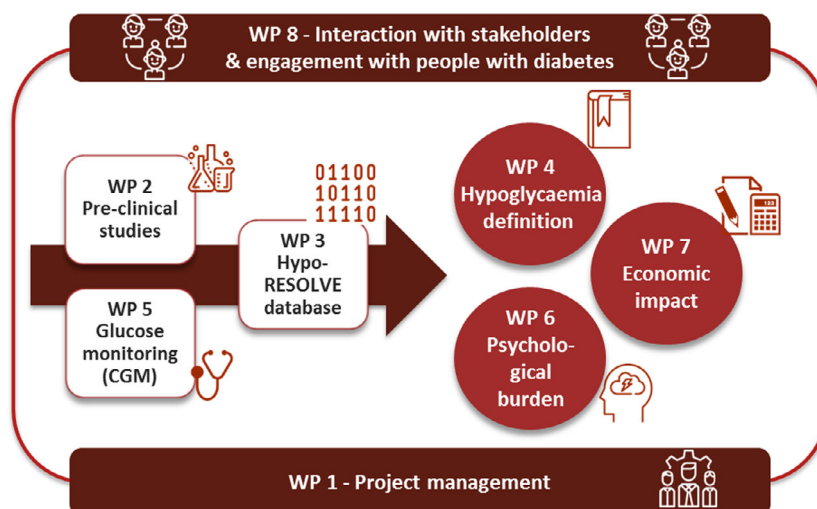 WP 8 - Interaction with stakeholders
& engagement with people with diabetes
WP 2
Pre-clinical
studies
01100
10110
11110
WP 3
Hypo-
RESOLVE
database
WP 5
Glucose
monitoring
(CGM)
WP 4
Hypoglycaemia
definition
WP 7
Economic
impact
WP 6
Psycholo-
gical
burden
WP 1 - Project management